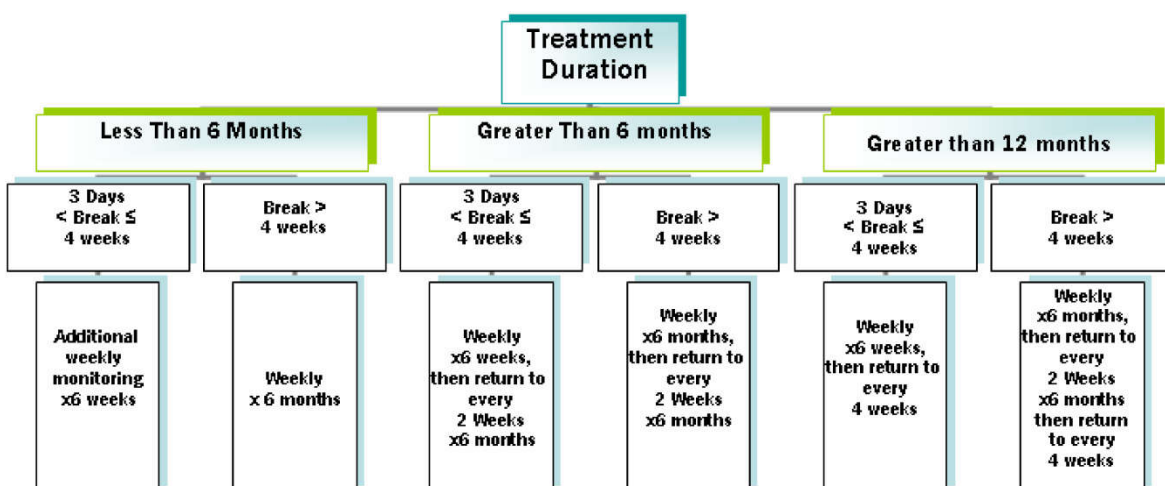 Treatment
Duration
Less Than 6 Months
Greater Than 6 months
Greater than 12 months
3 Days
< Break ≤
4 weeks
Break >
4 weeks
3 Days
< Break ≤
4 weeks
Break >
4 weeks
3 Days
< Break ≤
4 weeks
Break >
4 weeks
Additional
weekly
monitoring
x6 weeks
Weekly
x 6 months
Weekly
x6 weeks,
then return to
every
2 Weeks
x6 months
Weekly
x6 months,
then return to
every
2 Weeks
x6 months
Weekly
x6 weeks,
then return to
every
4 weeks
Weekly
x6 months,
then return to
every
2 Weeks
x6 months
then return
to every
4 weeks